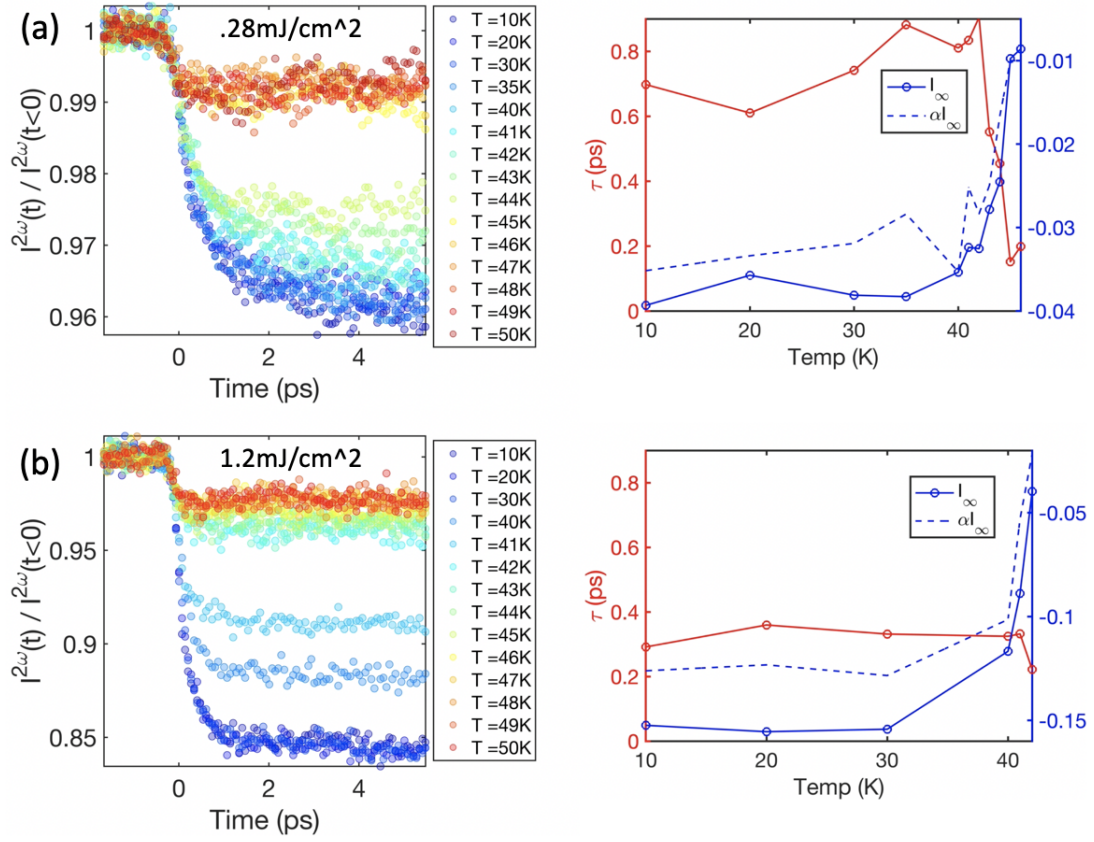 (a)
.28mJ/cm^2
I^2ω(t) / I^2ω(t<0)
1
0.99
0.98
0.97
0.96
0
2
4
Time (ps)
T =10K
T =20K
T =30K
T =35K
T =40K
T =41K
T =42K
T =43K
T =44K
T =45K
T =46K
T =47K
T =48K
T =49K
T =50K
τ (ps)
0.8
0.6
0.4
0.2
0
I∞
αI∞
-0.01
-0.02
-0.03
-0.04
10
20
30
40
Temp (K)
(b)
1.2mJ/cm^2
I^2ω(t) / I^2ω(t<0)
1
0.95
0.9
0.85
0
2
4
Time (ps)
T =10K
T =20K
T =30K
T =40K
T =41K
T =42K
T =43K
T =44K
T =45K
T =46K
T =47K
T =48K
T =49K
T =50K
τ (ps)
0.8
0.6
0.4
0.2
0
I∞
αI∞
-0.05
-0.1
-0.15
10
20
30
40
Temp (K)